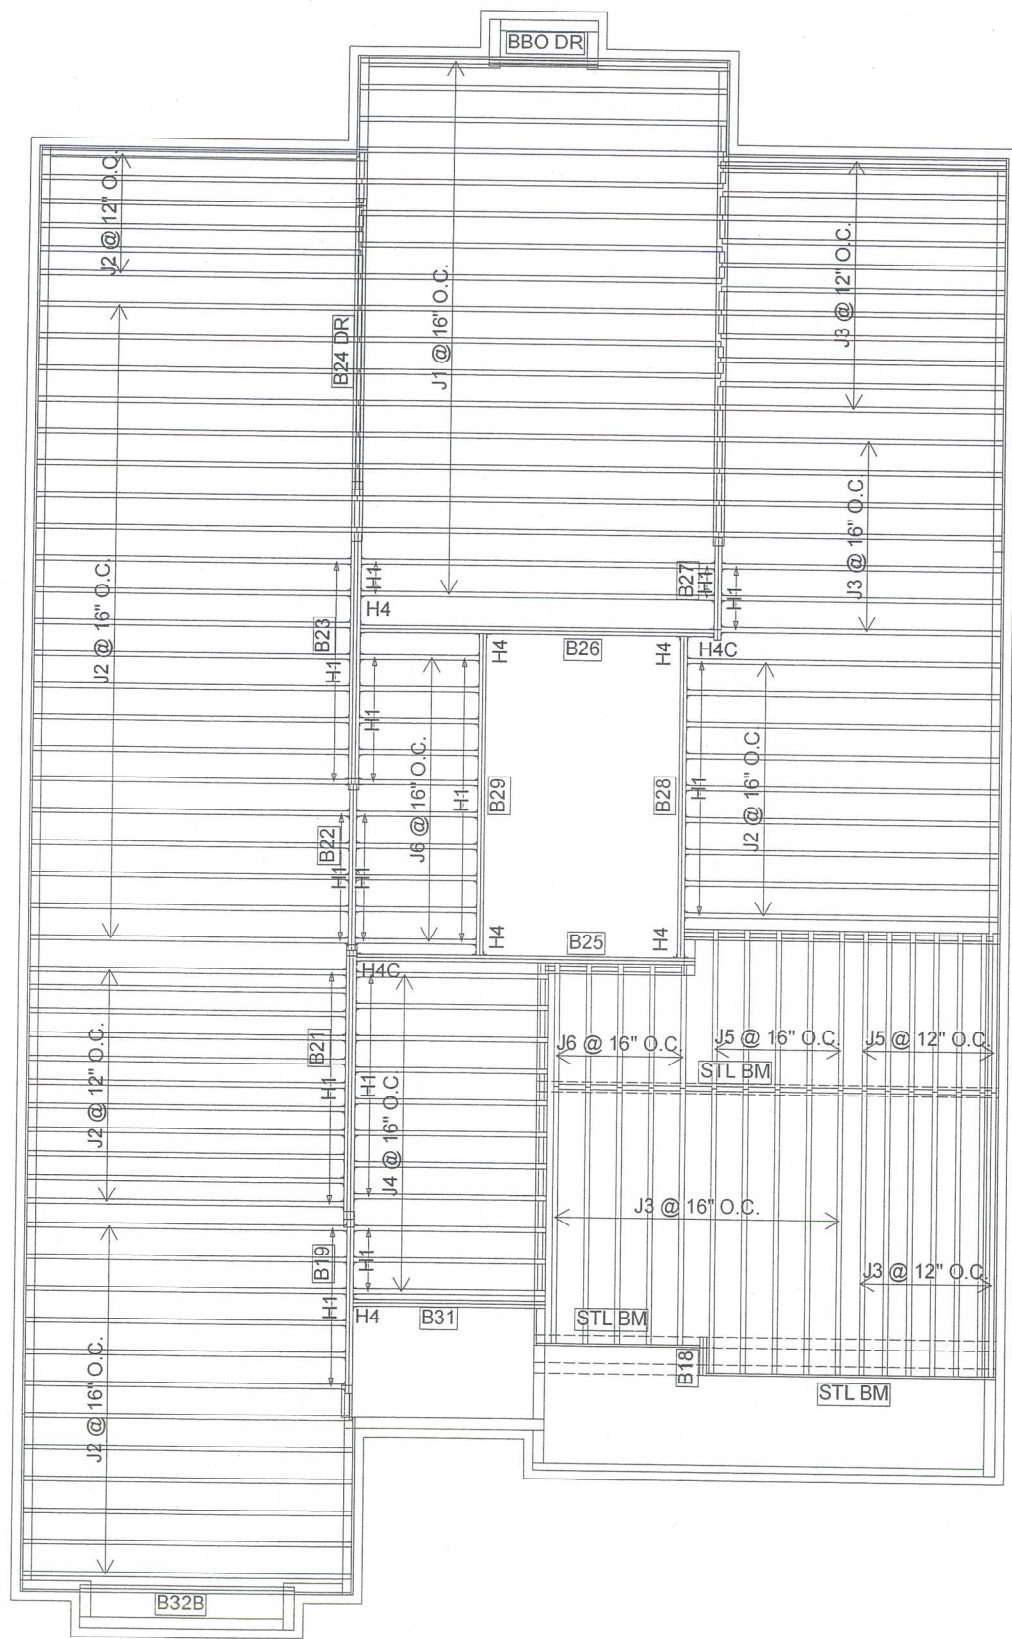 BBO DR
J2 @ 12" O.C.
J1 @ 16" O.C.
J3 @ 12" O.C.
B24 DR
J2 @ 16" O.C.
J3 @ 16" O.C.
H1
H4
B27
H1
H1
B23
H1
H4
B26
H4
H4C
H1
J6 @ 16" O.C.
H1
B29
B28
H1
J2 @ 16" O.C.
B22
H1
H1
H4
B25
H4
H4C
J2 @ 12" O.C.
B21
H1
H1
J4 @ 16" O.C
J6 @ 16" O.C.
J5 @ 16" O.C.
J5 @ 12" O.C.
STL BM
J3 @ 16" O.C.
J3 @ 12" O.C.
J2 @ 16" O.C.
B19
H1
H1
H4
B31
STL BM
B18
STL BM
B32B